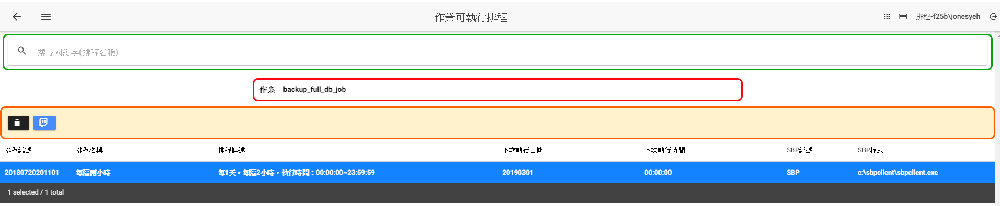 作業可執行排程
排程-f25b\jonesyeh
搜尋關鍵字(排程名稱)
作業 backup_full_db_job
排程編號 排程名稱 排程詳述 下次執行日期 下次執行時間 SBP編號 SBP程式
20180720201101 每隔兩小時 每1天，每隔2小時，執行時間：00:00:00~23:59:59 20190301 00:00:00 SBP c:\sbpclient\sbpclient.exe
1 selected / 1 total